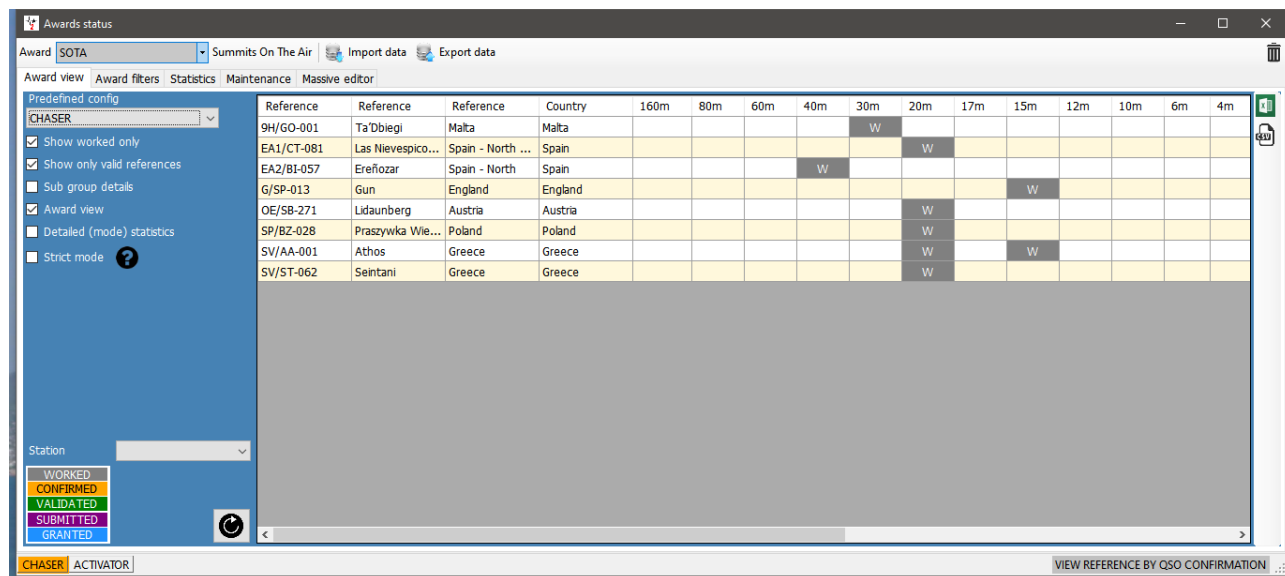 Awards status
Award SOTA Summits On The Air Import data Export data
Award view Award filters Statistics Maintenance Massive editor
Predefined config
CHASER
Show worked only
Show only valid references
Sub group details
Award view
Detailed (mode) statistics
Strict mode ?
Reference Reference Reference Country 160m 80m 60m 40m 30m 20m 17m 15m 12m 10m 6m 4m
9H/GO-001 Ta'Dbiegi Malta Malta W
EA1/CT-081 Las Nievespico... Spain - North ... Spain W
EA2/BI-057 Ereñozar Spain - North Spain W
G/SP-013 Gun England England W
OE/SB-271 Lidaunberg Austria Austria W
SP/BZ-028 Praszywka Wie... Poland Poland W
SV/AA-001 Athos Greece Greece W W
SV/ST-062 Seintani Greece Greece W
CSV
Station
WORKED
CONFIRMED
VALIDATED
SUBMITTED
GRANTED
CHASER ACTIVATOR VIEW REFERENCE BY QSO CONFIRMATION